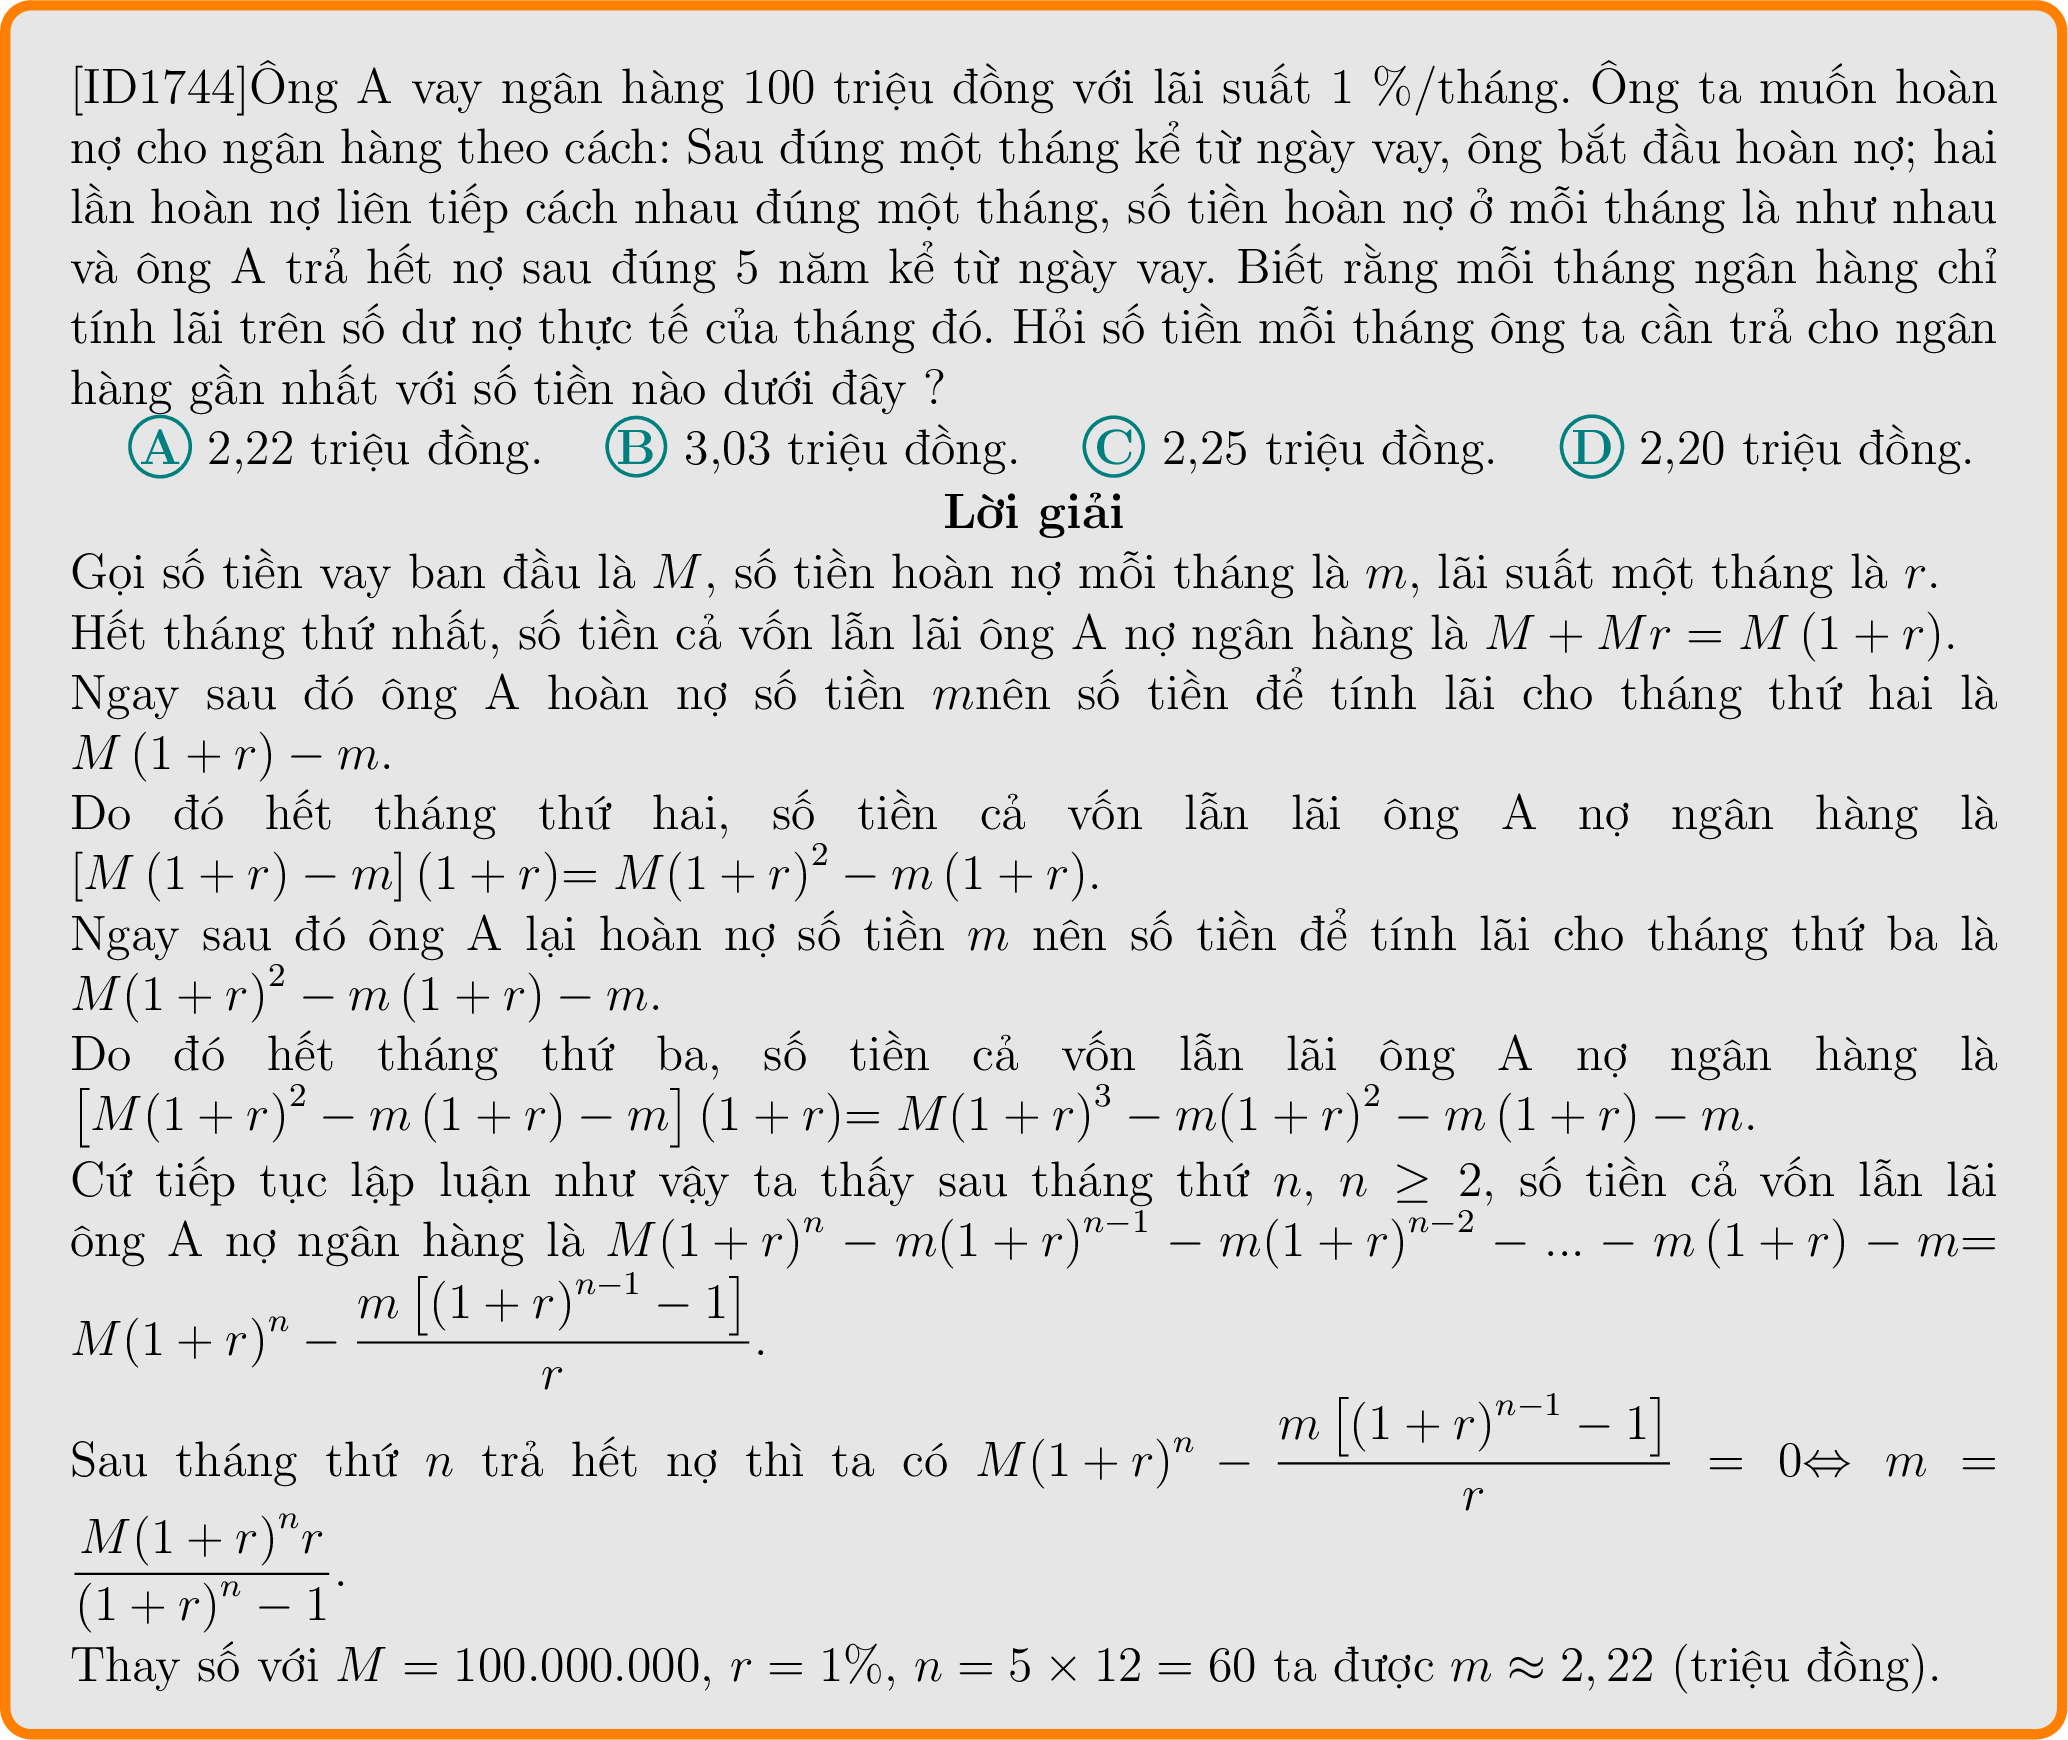 [ID1744]Ông A vay ngân hàng 100 triệu đồng với lãi suất 1 %/tháng. Ông ta muốn hoàn
nợ cho ngân hàng theo cách: Sau đúng một tháng kể từ ngày vay, ông bắt đầu hoàn nợ; hai
lần hoàn nợ liên tiếp cách nhau đúng một tháng, số tiền hoàn nợ ở mỗi tháng là như nhau
và ông A trả hết nợ sau đúng 5 năm kể từ ngày vay. Biết rằng mỗi tháng ngân hàng chỉ
tính lãi trên số dư nợ thực tế của tháng đó. Hỏi số tiền mỗi tháng ông ta cần trả cho ngân
hàng gần nhất với số tiền nào dưới đây ?
A 2,22 triệu đồng. B 3,03 triệu đồng. C 2,25 triệu đồng. D 2,20 triệu đồng.
Lời giải
Gọi số tiền vay ban đầu là $M$, số tiền hoàn nợ mỗi tháng là $m$, lãi suất một tháng là $r$.
Hết tháng thứ nhất, số tiền cả vốn lẫn lãi ông A nợ ngân hàng là $M + Mr = M(1 + r)$.
Ngay sau đó ông A hoàn nợ số tiền $m$nên số tiền để tính lãi cho tháng thứ hai là
$M(1 + r) - m$.
Do đó hết tháng thứ hai, số tiền cả vốn lẫn lãi ông A nợ ngân hàng là
$[M(1 + r) - m](1 + r)= M(1 + r)^2 - m(1 + r)$.
Ngay sau đó ông A lại hoàn nợ số tiền $m$ nên số tiền để tính lãi cho tháng thứ ba là
$M(1 + r)^2 - m(1 + r) - m$.
Do đó hết tháng thứ ba, số tiền cả vốn lẫn lãi ông A nợ ngân hàng là
$[M(1 + r)^2 - m(1 + r) - m](1 + r)= M(1 + r)^3 - m(1 + r)^2 - m(1 + r) - m$.
Cứ tiếp tục lập luận như vậy ta thấy sau tháng thứ $n$, $n \geq 2$, số tiền cả vốn lẫn lãi
ông A nợ ngân hàng là $M(1 + r)^n - m(1 + r)^{n-1} - m(1 + r)^{n-2} - ... - m(1 + r) - m=$
$M(1 + r)^n - \frac{m[(1 + r)^{n-1} - 1]}{r}$.
Sau tháng thứ $n$ trả hết nợ thì ta có $M(1 + r)^n - \frac{m[(1 + r)^{n-1} - 1]}{r} = 0 \Leftrightarrow m =$
$\frac{M(1 + r)^n r}{(1 + r)^n - 1}$.
Thay số với $M = 100.000.000$, $r = 1\%$, $n = 5 \times 12 = 60$ ta được $m \approx 2,22$ (triệu đồng).